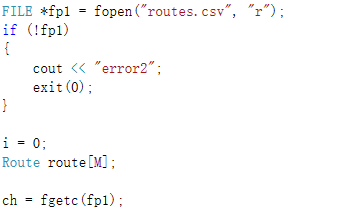 FILE *fp1 = fopen("routes.csv", "r");
if (!fp1)
{
    cout << "error2";
    exit(0);
}

i = 0;
Route route[M];

ch = fgetc(fp1);